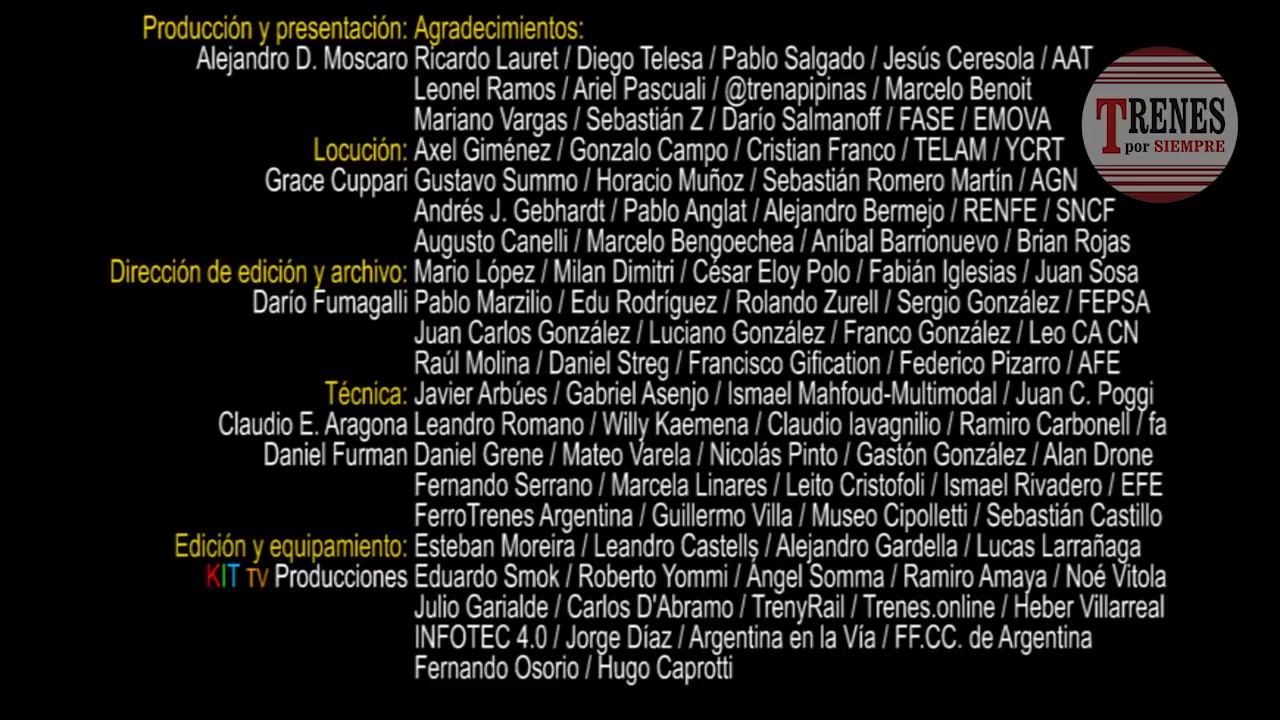 Producción y presentación:
Alejandro D. Moscaro
Locución:
Grace Cuppari
Dirección de edición y archivo:
Darío Fumagalli
Técnica:
Claudio E. Aragona
Daniel Furman
Edición y equipamiento:
KIT TV Producciones
Agradecimientos:
Ricardo Lauret / Diego Telesa / Pablo Salgado / Jesús Ceresola / AAT
Leonel Ramos / Ariel Pascuali / @trenapipinas / Marcelo Benoit
Mariano Vargas / Sebastián Z / Darío Salmanoff / FASE / EMOVA
Axel Giménez / Gonzalo Campo / Cristian Franco / TELAM / YCRT
Gustavo Summo / Horacio Muñoz / Sebastián Romero Martín / AGN
Andrés J. Gebhardt / Pablo Anglat / Alejandro Bermejo / RENFE / SNCF
Augusto Canelli / Marcelo Bengoechea / Aníbal Barrionuevo / Brian Rojas
Mario López / Milan Dimitri / César Eloy Polo / Fabián Iglesias / Juan Sosa
Pablo Marzilio / Edu Rodríguez / Rolando Zurell / Sergio González / FEPSA
Juan Carlos González / Luciano González / Franco González / Leo CA CN
Raúl Molina / Daniel Streg / Francisco Gification / Federico Pizarro / AFE
Javier Arbúes / Gabriel Asenjo / Ismael Mahfoud-Multimodal / Juan C. Poggi
Leandro Romano / Willy Kaemena / Claudio Iavagnilio / Ramiro Carbonell / fa
Daniel Grene / Mateo Varela / Nicolás Pinto / Gastón González / Alan Drone
Fernando Serrano / Marcela Linares / Leito Cristofoli / Ismael Rivadero / EFE
FerroTrenes Argentina / Guillermo Villa / Museo Cipolletti / Sebastián Castillo
Esteban Moreira / Leandro Castells / Alejandro Gardella / Lucas Larrañaga
Eduardo Smok / Roberto Yommi / Ángel Somma / Ramiro Amaya / Noé Vitola
Julio Garialde / Carlos D'Abramo / TrenyRail / Trenes.online / Heber Villarreal
INFOTEC 4.0 / Jorge Díaz / Argentina en la Vía / FF.CC. de Argentina
Fernando Osorio / Hugo Caprotti
TRENES
por SIEMPRE